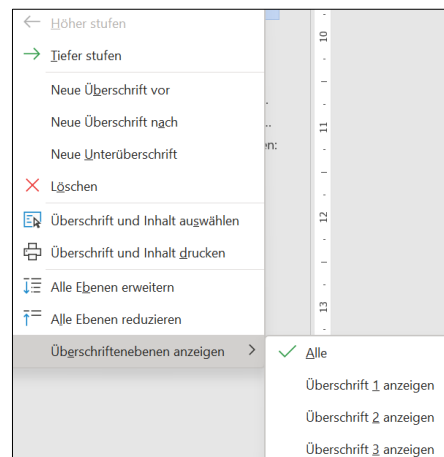 Höher stufen
Tiefer stufen
Neue Überschrift vor
Neue Überschrift nach
Neue Unterüberschrift
Löschen
Überschrift und Inhalt auswählen
Überschrift und Inhalt drucken
Alle Ebenen erweitern
Alle Ebenen reduzieren
Überschriftenebenen anzeigen
Alle
Überschrift 1 anzeigen
Überschrift 2 anzeigen
Überschrift 3 anzeigen
.
..
en:
10
11
12
13